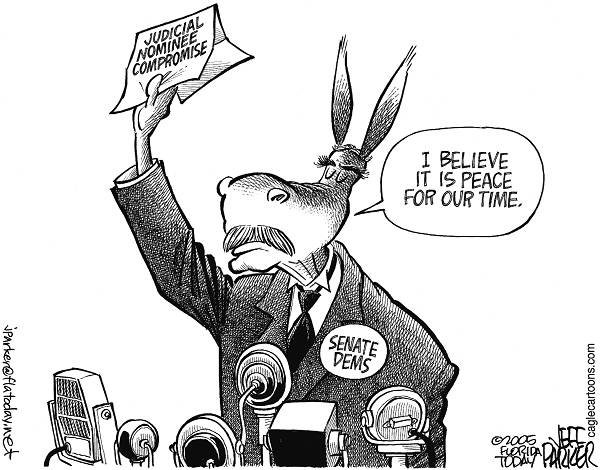 JUDICIAL
NOMINEE
COMPROMISE
I BELIEVE
IT IS PEACE
FOR OUR TIME.
SENATE
DEMS
jparker@flatoday.net
©2005
FLORIDA
TODAY
JEFF
PARKER
caglecartoons.com